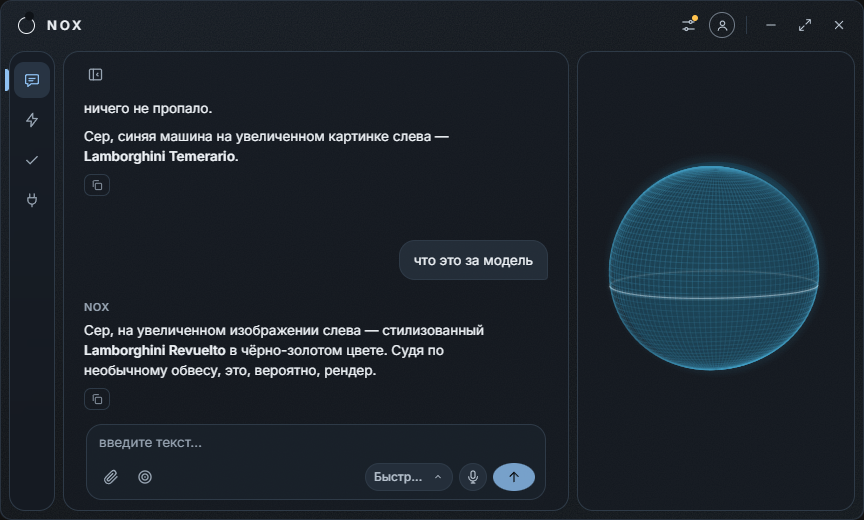 NOX
ничего не пропало.
Сер, синяя машина на увеличенном картинке слева —
Lamborghini Temerario.
что это за модель
NOX
Сер, на увеличенном изображении слева — стилизованный
Lamborghini Revuelto в чёрно-золотом цвете. Судя по
необычному обвесу, это, вероятно, рендер.
введите текст...
Быстр...